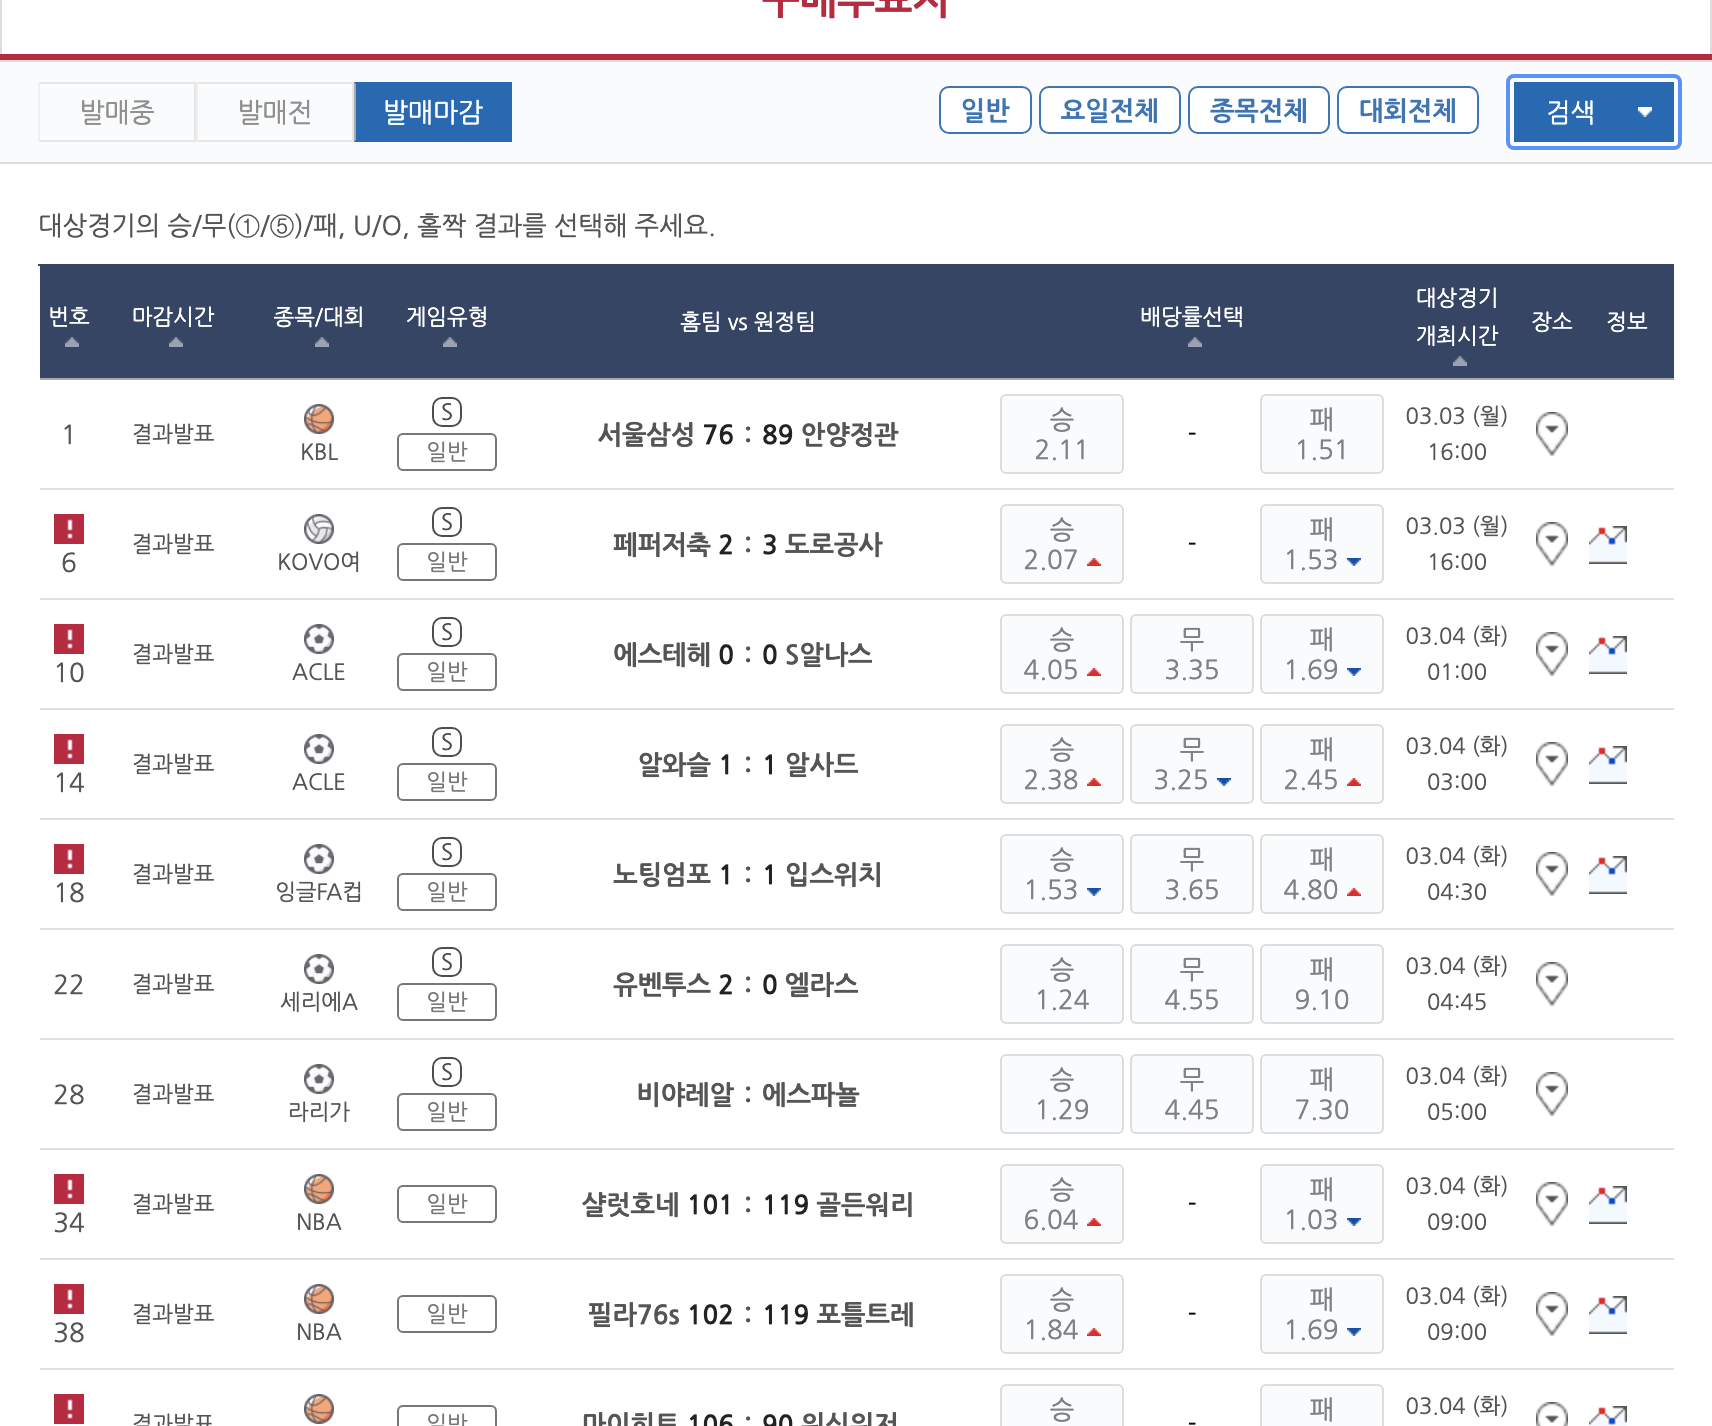 구매투표지
발매중 발매전 발매마감 일반 요일전체 종목전체 대회전체 검색
대상경기의 승/무(①/⑤)/패, U/O, 홀짝 결과를 선택해 주세요.
번호 마감시간 종목/대회 게임유형 홈팀 vs 원정팀 배당률선택 대상경기 개최시간 장소 정보
1 결과발표 KBL S 일반 서울삼성 76 : 89 안양정관 승 2.11 - 패 1.51 03.03 (월) 16:00
! 6 결과발표 KOVO여 S 일반 페퍼저축 2 : 3 도로공사 승 2.07 - 패 1.53 03.03 (월) 16:00
! 10 결과발표 ACLE S 일반 에스테헤 0 : 0 S알나스 승 4.05 무 3.35 패 1.69 03.04 (화) 01:00
! 14 결과발표 ACLE S 일반 알와슬 1 : 1 알사드 승 2.38 무 3.25 패 2.45 03.04 (화) 03:00
! 18 결과발표 잉글FA컵 S 일반 노팅엄포 1 : 1 입스위치 승 1.53 무 3.65 패 4.80 03.04 (화) 04:30
22 결과발표 세리에A S 일반 유벤투스 2 : 0 엘라스 승 1.24 무 4.55 패 9.10 03.04 (화) 04:45
28 결과발표 라리가 S 일반 비야레알 : 에스파뇰 승 1.29 무 4.45 패 7.30 03.04 (화) 05:00
! 34 결과발표 NBA 일반 샬럿호네 101 : 119 골든워리 승 6.04 - 패 1.03 03.04 (화) 09:00
! 38 결과발표 NBA 일반 필라76s 102 : 119 포틀트레 승 1.84 - 패 1.69 03.04 (화) 09:00
! 결과발표 일반 마이히트 106 : 90 워싱위저 승 - 패 03.04 (화)